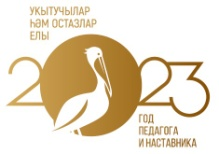 УКЫТУЧЫЛАР
ҺӘМ ОСТАЗЛАР
ЕЛЫ
2023
ГОД
ПЕДАГОГА
И НАСТАВНИКА